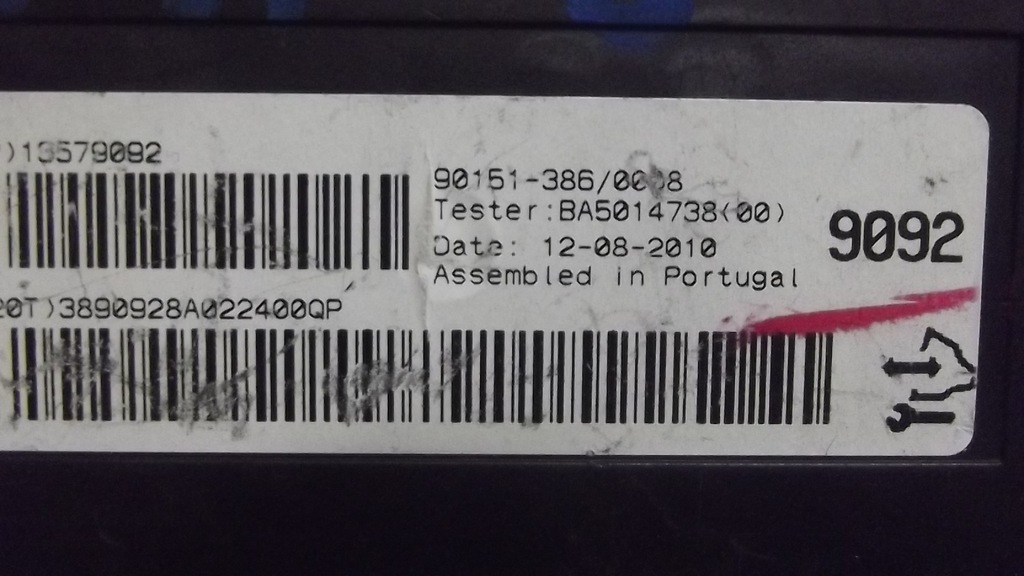 )13579092
90151-386/0008
Tester:BA5014738(00)
9092
Date: 12-08-2010
Assembled in Portugal
20T)3890928A022400QP